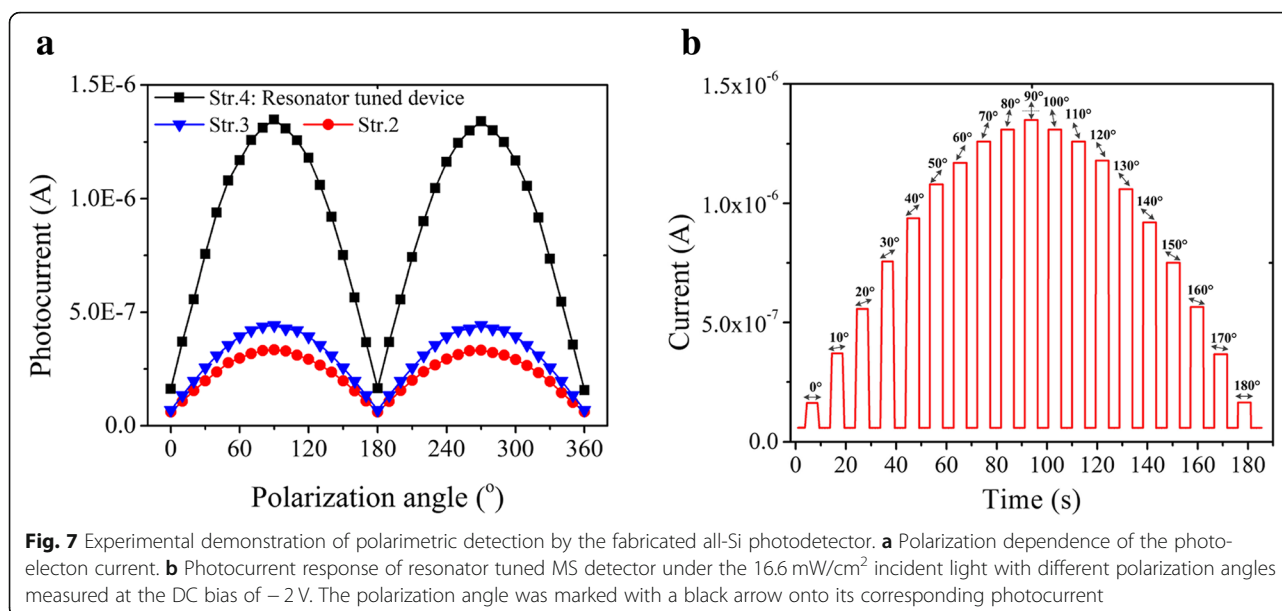 a
1.5E-6
1.0E-6
5.0E-7
0.0
Photocurrent (A)
Str.4: Resonator tuned device
Str.3 Str.2
0 60 120 180 240 300 360
Polarization angle (°)
b
1.5x10⁻⁶
1.0x10⁻⁶
5.0x10⁻⁷
0.0
Current (A)
0°
10°
20°
30°
40°
50°
60°
70°
80°
90°
100°
110°
120°
130°
140°
150°
160°
170°
180°
0 20 40 60 80 100 120 140 160 180
Time (s)
Fig. 7 Experimental demonstration of polarimetric detection by the fabricated all-Si photodetector. a Polarization dependence of the photo-
electon current. b Photocurrent response of resonator tuned MS detector under the 16.6 mW/cm² incident light with different polarization angles
measured at the DC bias of − 2 V. The polarization angle was marked with a black arrow onto its corresponding photocurrent